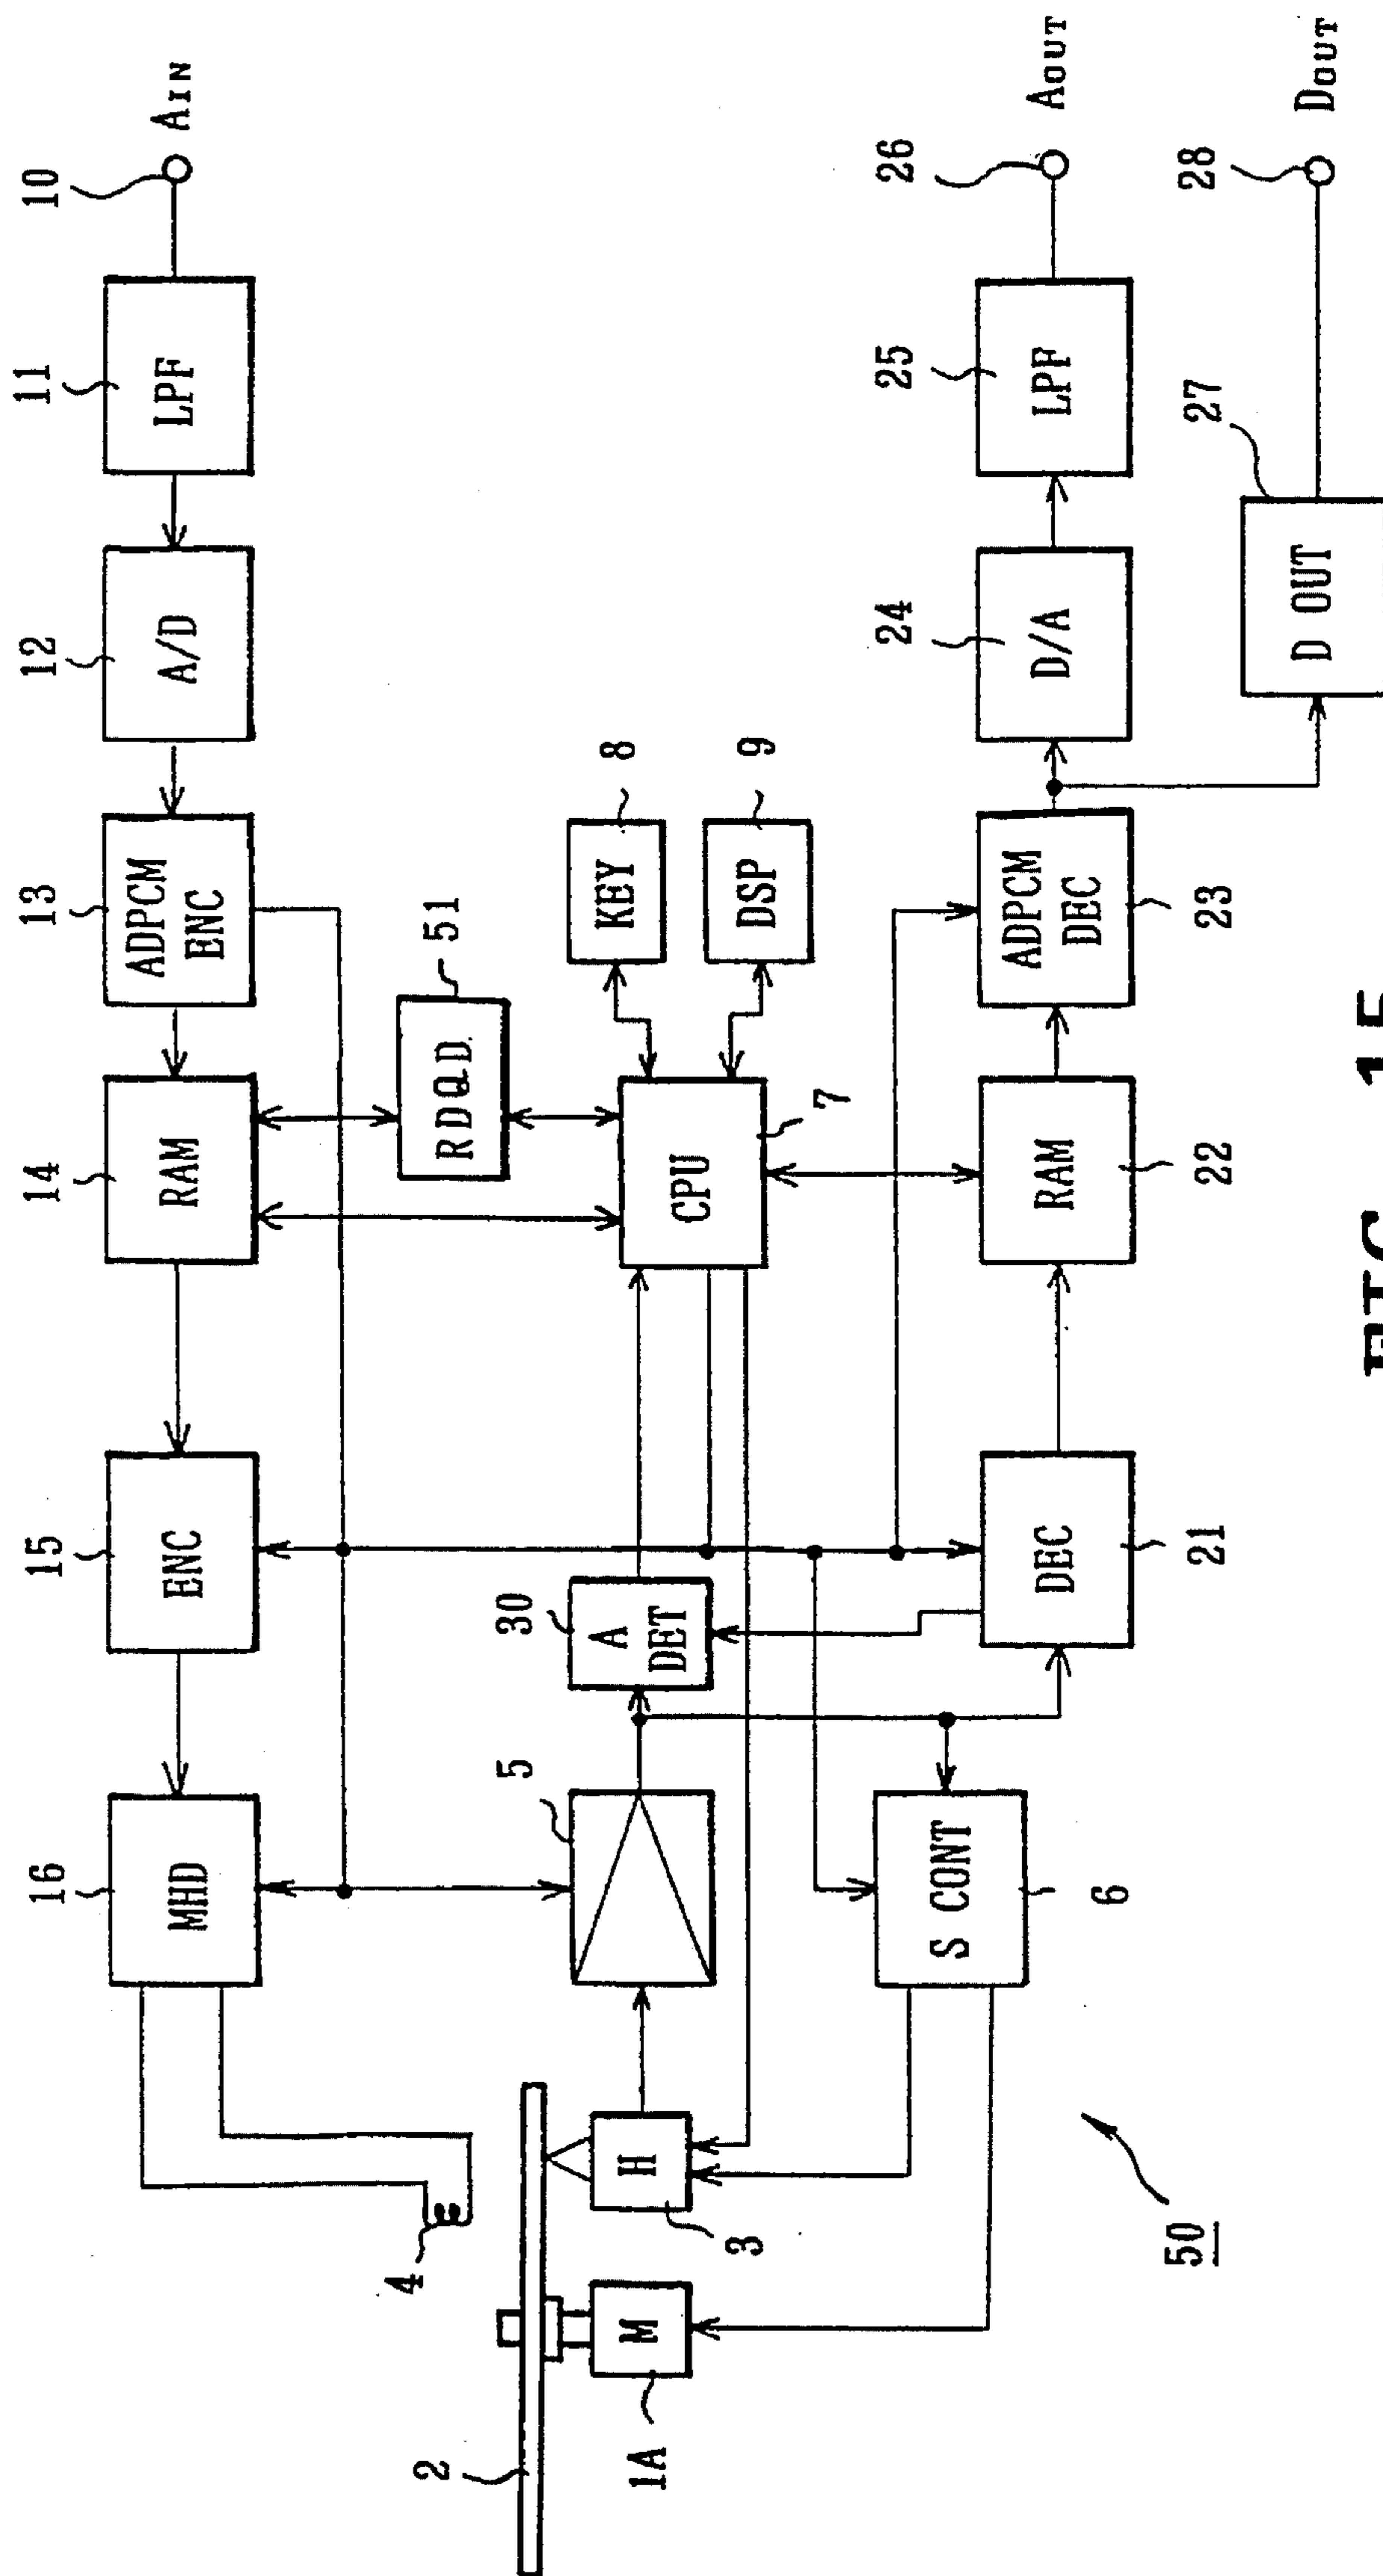 10
AIN
11
LPF
12
A/D
13
ADPCM
ENC
14
RAM
15
ENC
16
MHD
51
RDQD
8
KEY
9
DSP
CPU
7
30
A
DET
5
4
2
H
3
M
1A
S CONT
6
DEC
21
RAM
22
ADPCM
DEC
23
24
D/A
25
LPF
26
AOUT
27
D OUT
28
DOUT
50
FIG. 15